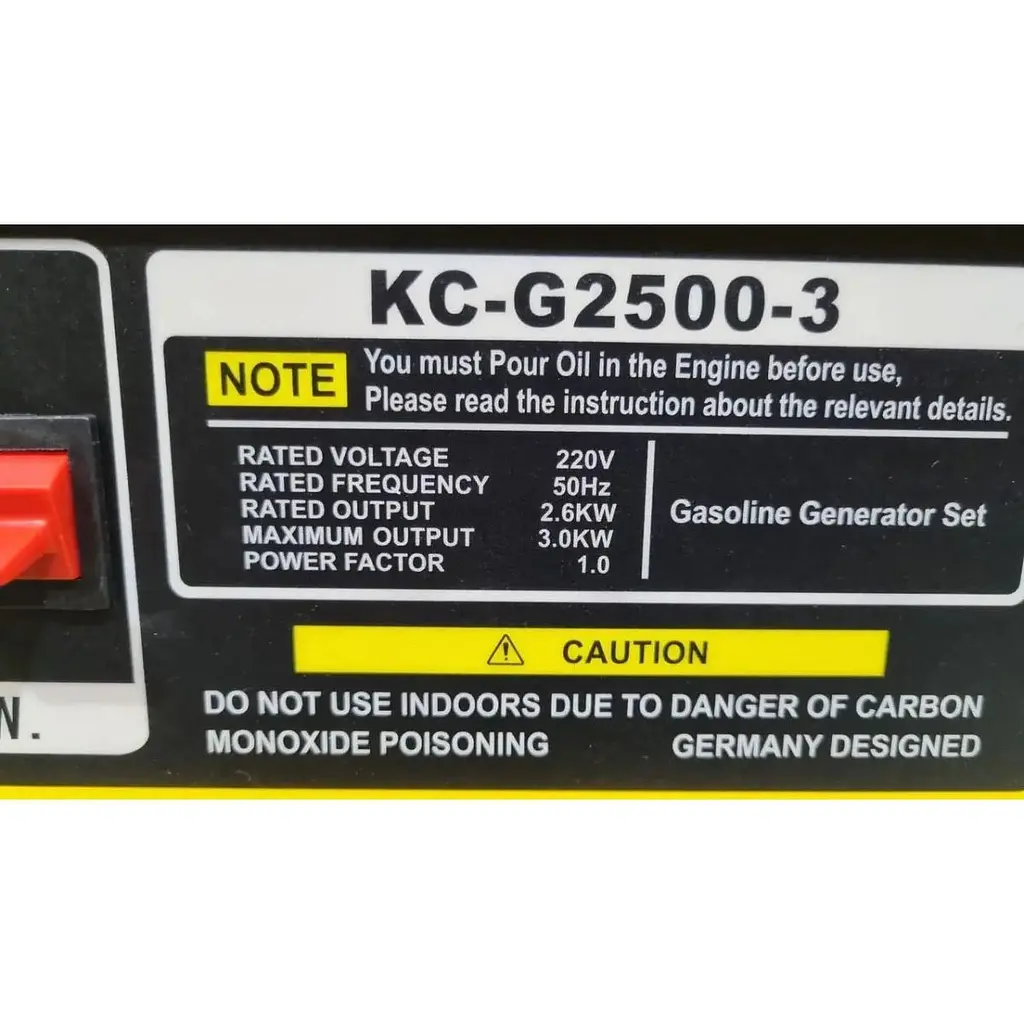 KC-G2500-3
NOTE You must Pour Oil in the Engine before use,
Please read the instruction about the relevant details.
RATED VOLTAGE 220V
RATED FREQUENCY 50Hz
RATED OUTPUT 2.6KW
MAXIMUM OUTPUT 3.0KW
POWER FACTOR 1.0
Gasoline Generator Set
CAUTION
DO NOT USE INDOORS DUE TO DANGER OF CARBON
MONOXIDE POISONING GERMANY DESIGNED
N.